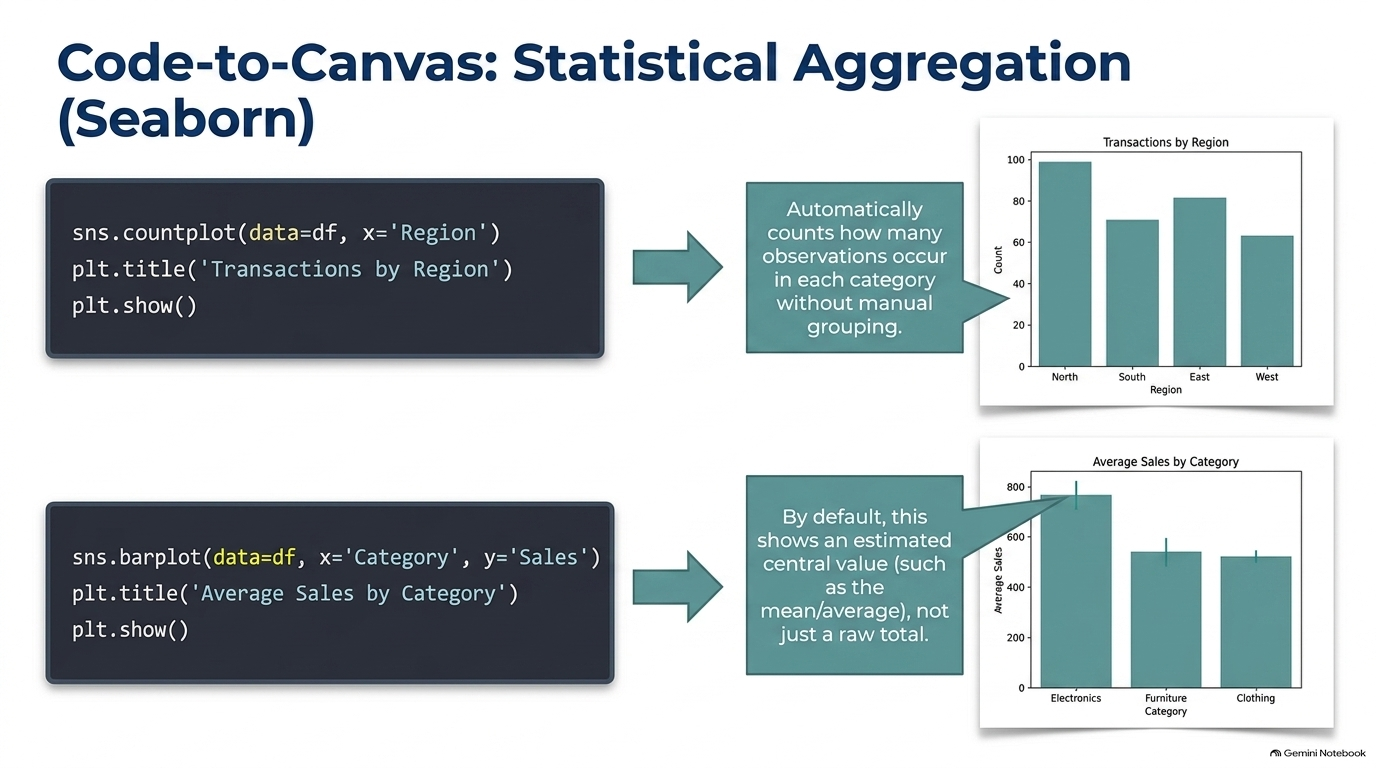 Code-to-Canvas: Statistical Aggregation
(Seaborn)
sns.countplot(data=df, x='Region')
plt.title('Transactions by Region')
plt.show()
Automatically
counts how many
observations occur
in each category
without manual
grouping.
Transactions by Region
Count
100
80
60
40
20
0
North
South
East
West
Region
sns.barplot(data=df, x='Category', y='Sales')
plt.title('Average Sales by Category')
plt.show()
By default, this
shows an estimated
central value (such
as the
mean/average), not
just a raw total.
Average Sales by Category
Average Sales
800
600
400
200
0
Electronics
Furniture
Clothing
Category
Gemini Notebook